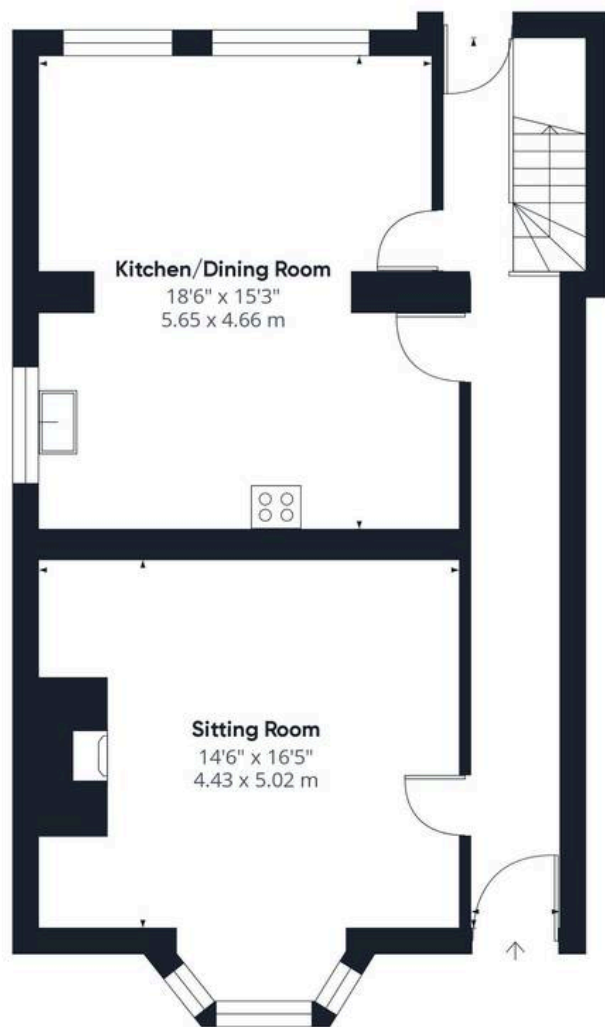 Kitchen/Dining Room
18'6" x 15'3"
5.65 x 4.66 m
Sitting Room
14'6" x 16'5"
4.43 x 5.02 m